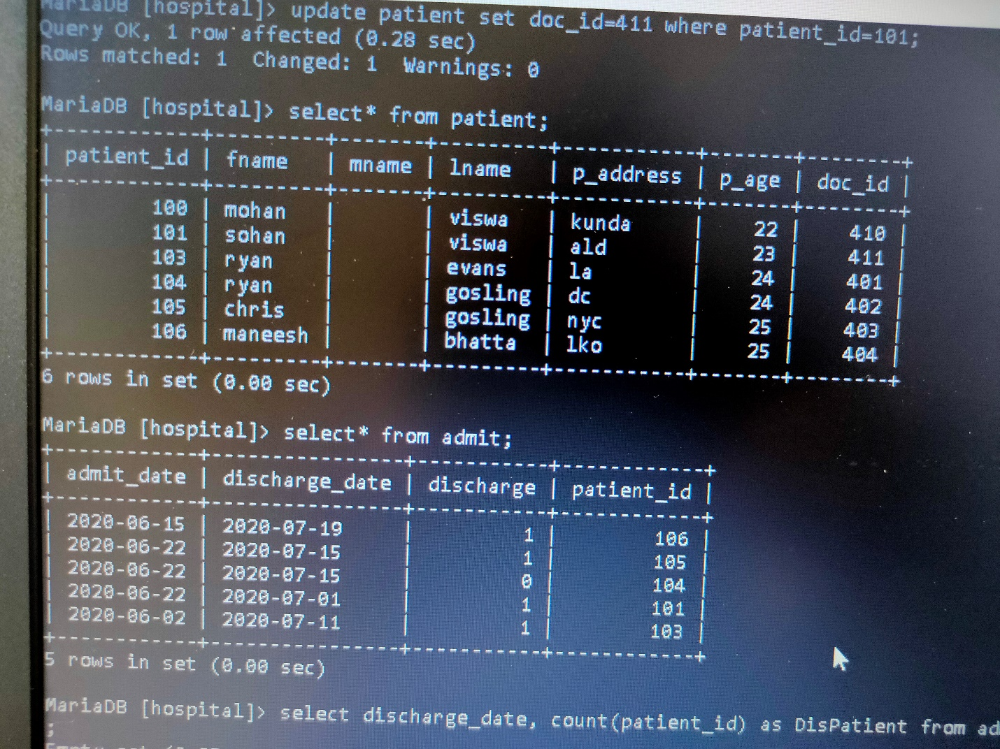 MariaDB [hospital]> update patient set doc_id=411 where patient_id=101;
Query OK, 1 row affected (0.28 sec)
Rows matched: 1  Changed: 1  Warnings: 0
MariaDB [hospital]> select* from patient;
+------------+---------+-------+---------+-----------+-------+--------+
| patient_id | fname   | mname | lname   | p_address | p_age | doc_id |
+------------+---------+-------+---------+-----------+-------+--------+
|        100 | mohan   |       | viswa   | kunda     |    22 |    410 |
|        101 | sohan   |       | viswa   | ald       |    23 |    411 |
|        103 | ryan    |       | evans   | la        |    24 |    401 |
|        104 | ryan    |       | gosling | dc        |    24 |    402 |
|        105 | chris   |       | gosling | nyc       |    25 |    403 |
|        106 | maneesh |       | bhatta  | lko       |    25 |    404 |
+------------+---------+-------+---------+-----------+-------+--------+
6 rows in set (0.00 sec)
MariaDB [hospital]> select* from admit;
+------------+----------------+-----------+------------+
| admit_date | discharge_date | discharge | patient_id |
+------------+----------------+-----------+------------+
| 2020-06-15 | 2020-07-19     |         1 |        106 |
| 2020-06-22 | 2020-07-15     |         1 |        105 |
| 2020-06-22 | 2020-07-15     |         0 |        104 |
| 2020-06-22 | 2020-07-01     |         1 |        101 |
| 2020-06-02 | 2020-07-11     |         1 |        103 |
+------------+----------------+-----------+------------+
5 rows in set (0.00 sec)
MariaDB [hospital]> select discharge_date, count(patient_id) as DisPatient from ad
;
Empty set